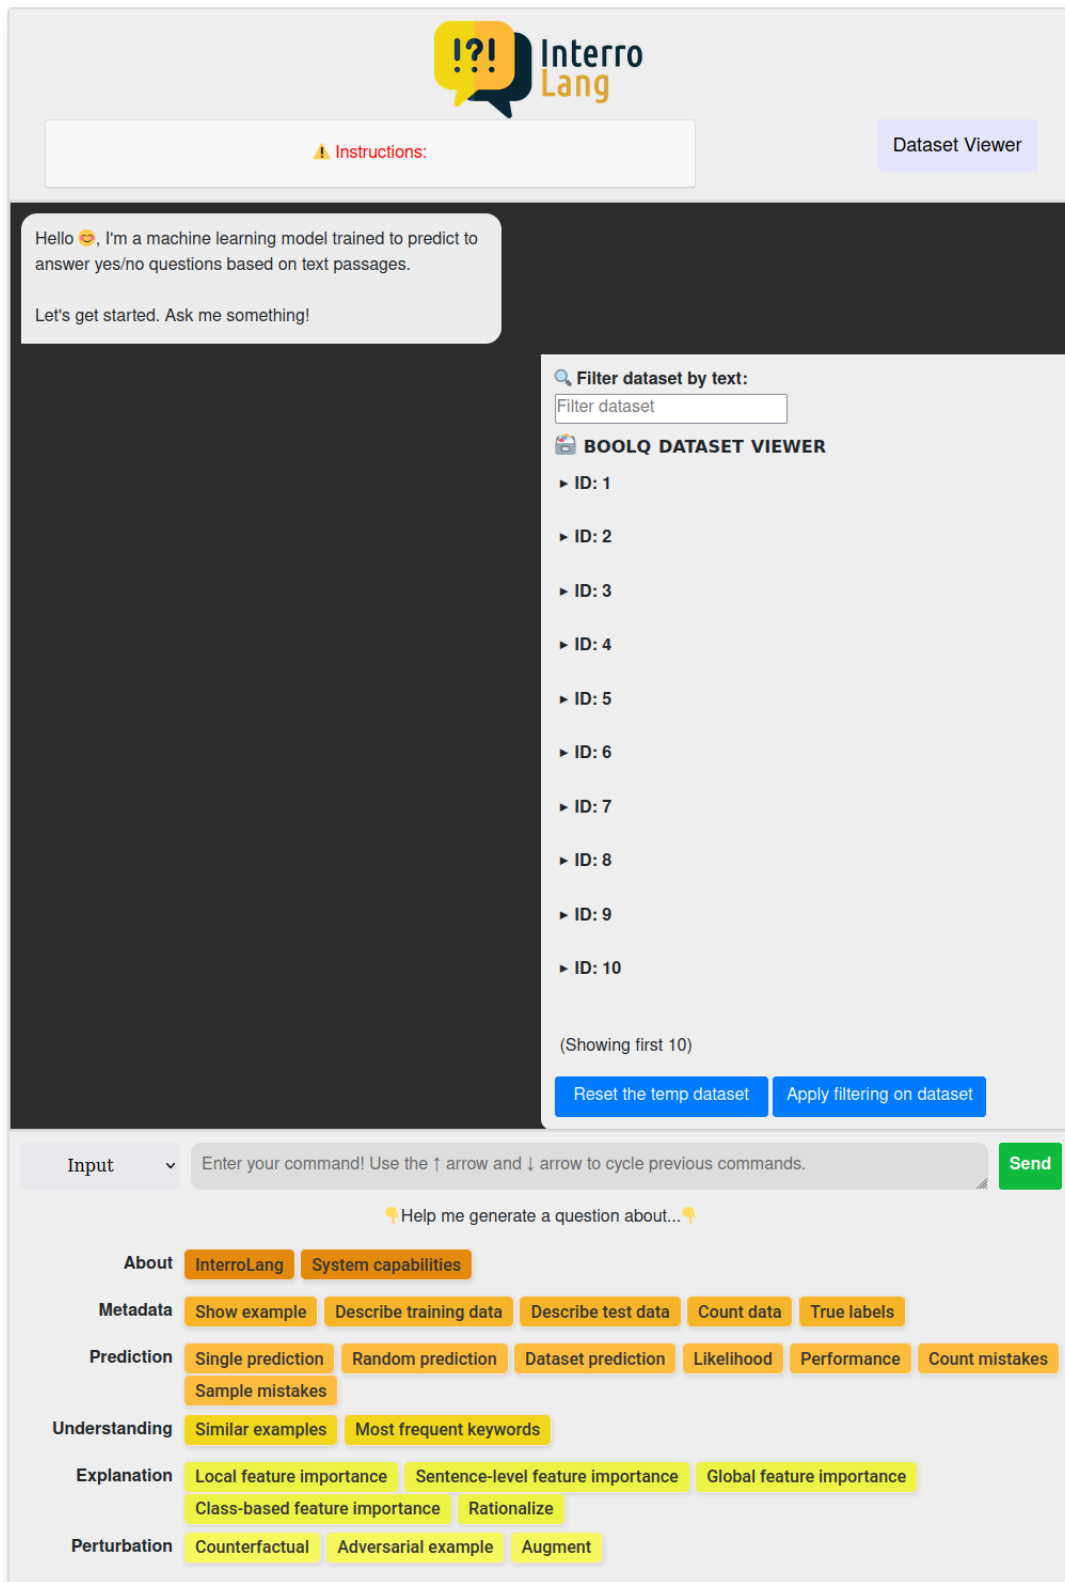 !?!
Interro
Lang
⚠ Instructions:
Dataset Viewer
Hello 😊, I'm a machine learning model trained to predict to
answer yes/no questions based on text passages.
Let's get started. Ask me something!
🔍 Filter dataset by text:
Filter dataset
🗃 BOOLQ DATASET VIEWER
▸ ID: 1
▸ ID: 2
▸ ID: 3
▸ ID: 4
▸ ID: 5
▸ ID: 6
▸ ID: 7
▸ ID: 8
▸ ID: 9
▸ ID: 10
(Showing first 10)
Reset the temp dataset Apply filtering on dataset
Input Enter your command! Use the ↑ arrow and ↓ arrow to cycle previous commands. Send
👇Help me generate a question about...👇
About InterroLang System capabilities
Metadata Show example Describe training data Describe test data Count data True labels
Prediction Single prediction Random prediction Dataset prediction Likelihood Performance Count mistakes
Sample mistakes
Understanding Similar examples Most frequent keywords
Explanation Local feature importance Sentence-level feature importance Global feature importance
Class-based feature importance Rationalize
Perturbation Counterfactual Adversarial example Augment